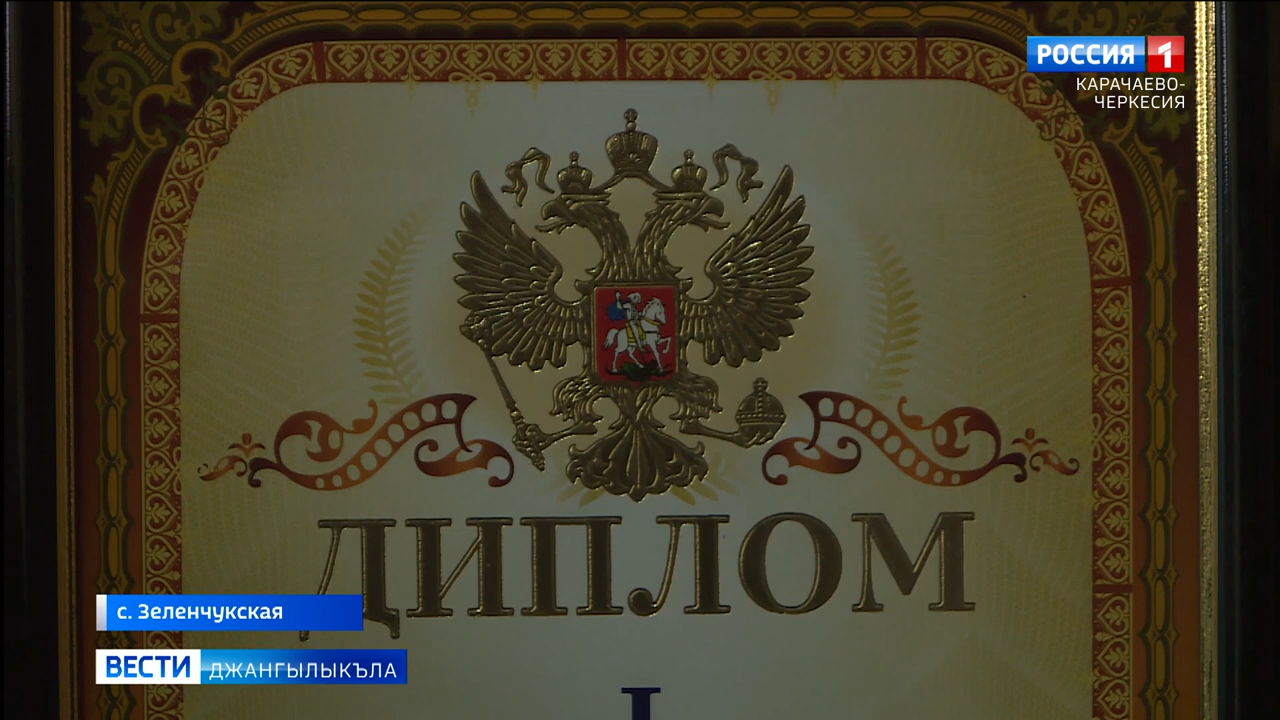 РОССИЯ 1
КАРАЧАЕВО-
ЧЕРКЕСИЯ
ДИПЛОМ
с. Зеленчукская
ВЕСТИ ДЖАНГЫЛЫКЪЛА
I